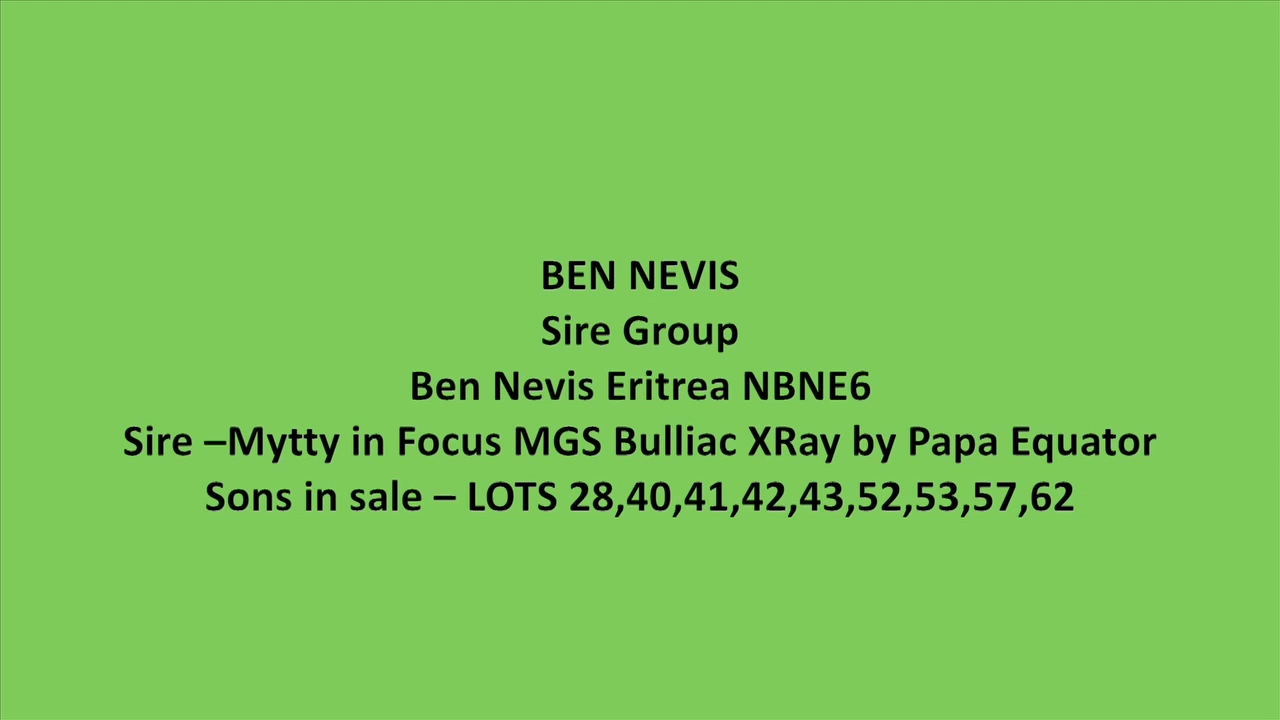 BEN NEVIS
Sire Group
Ben Nevis Eritrea NBNE6
Sire –Mytty in Focus MGS Bulliac XRay by Papa Equator
Sons in sale – LOTS 28,40,41,42,43,52,53,57,62